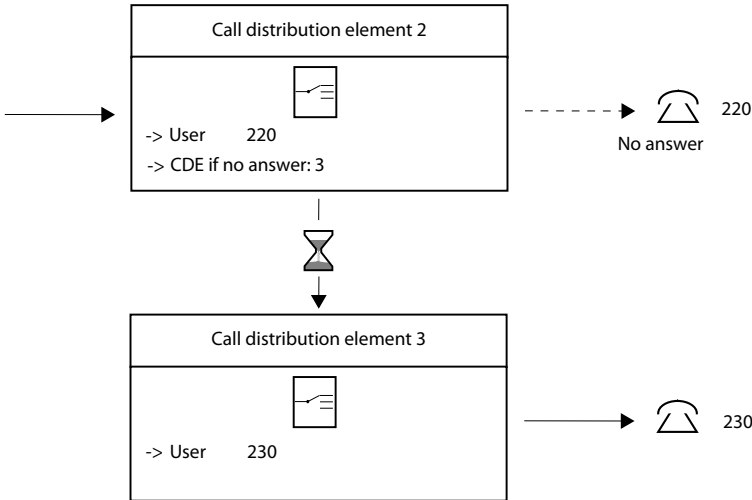 Call distribution element 2
-> User 220
-> CDE if no answer: 3
220
No answer
Call distribution element 3
-> User 230
230